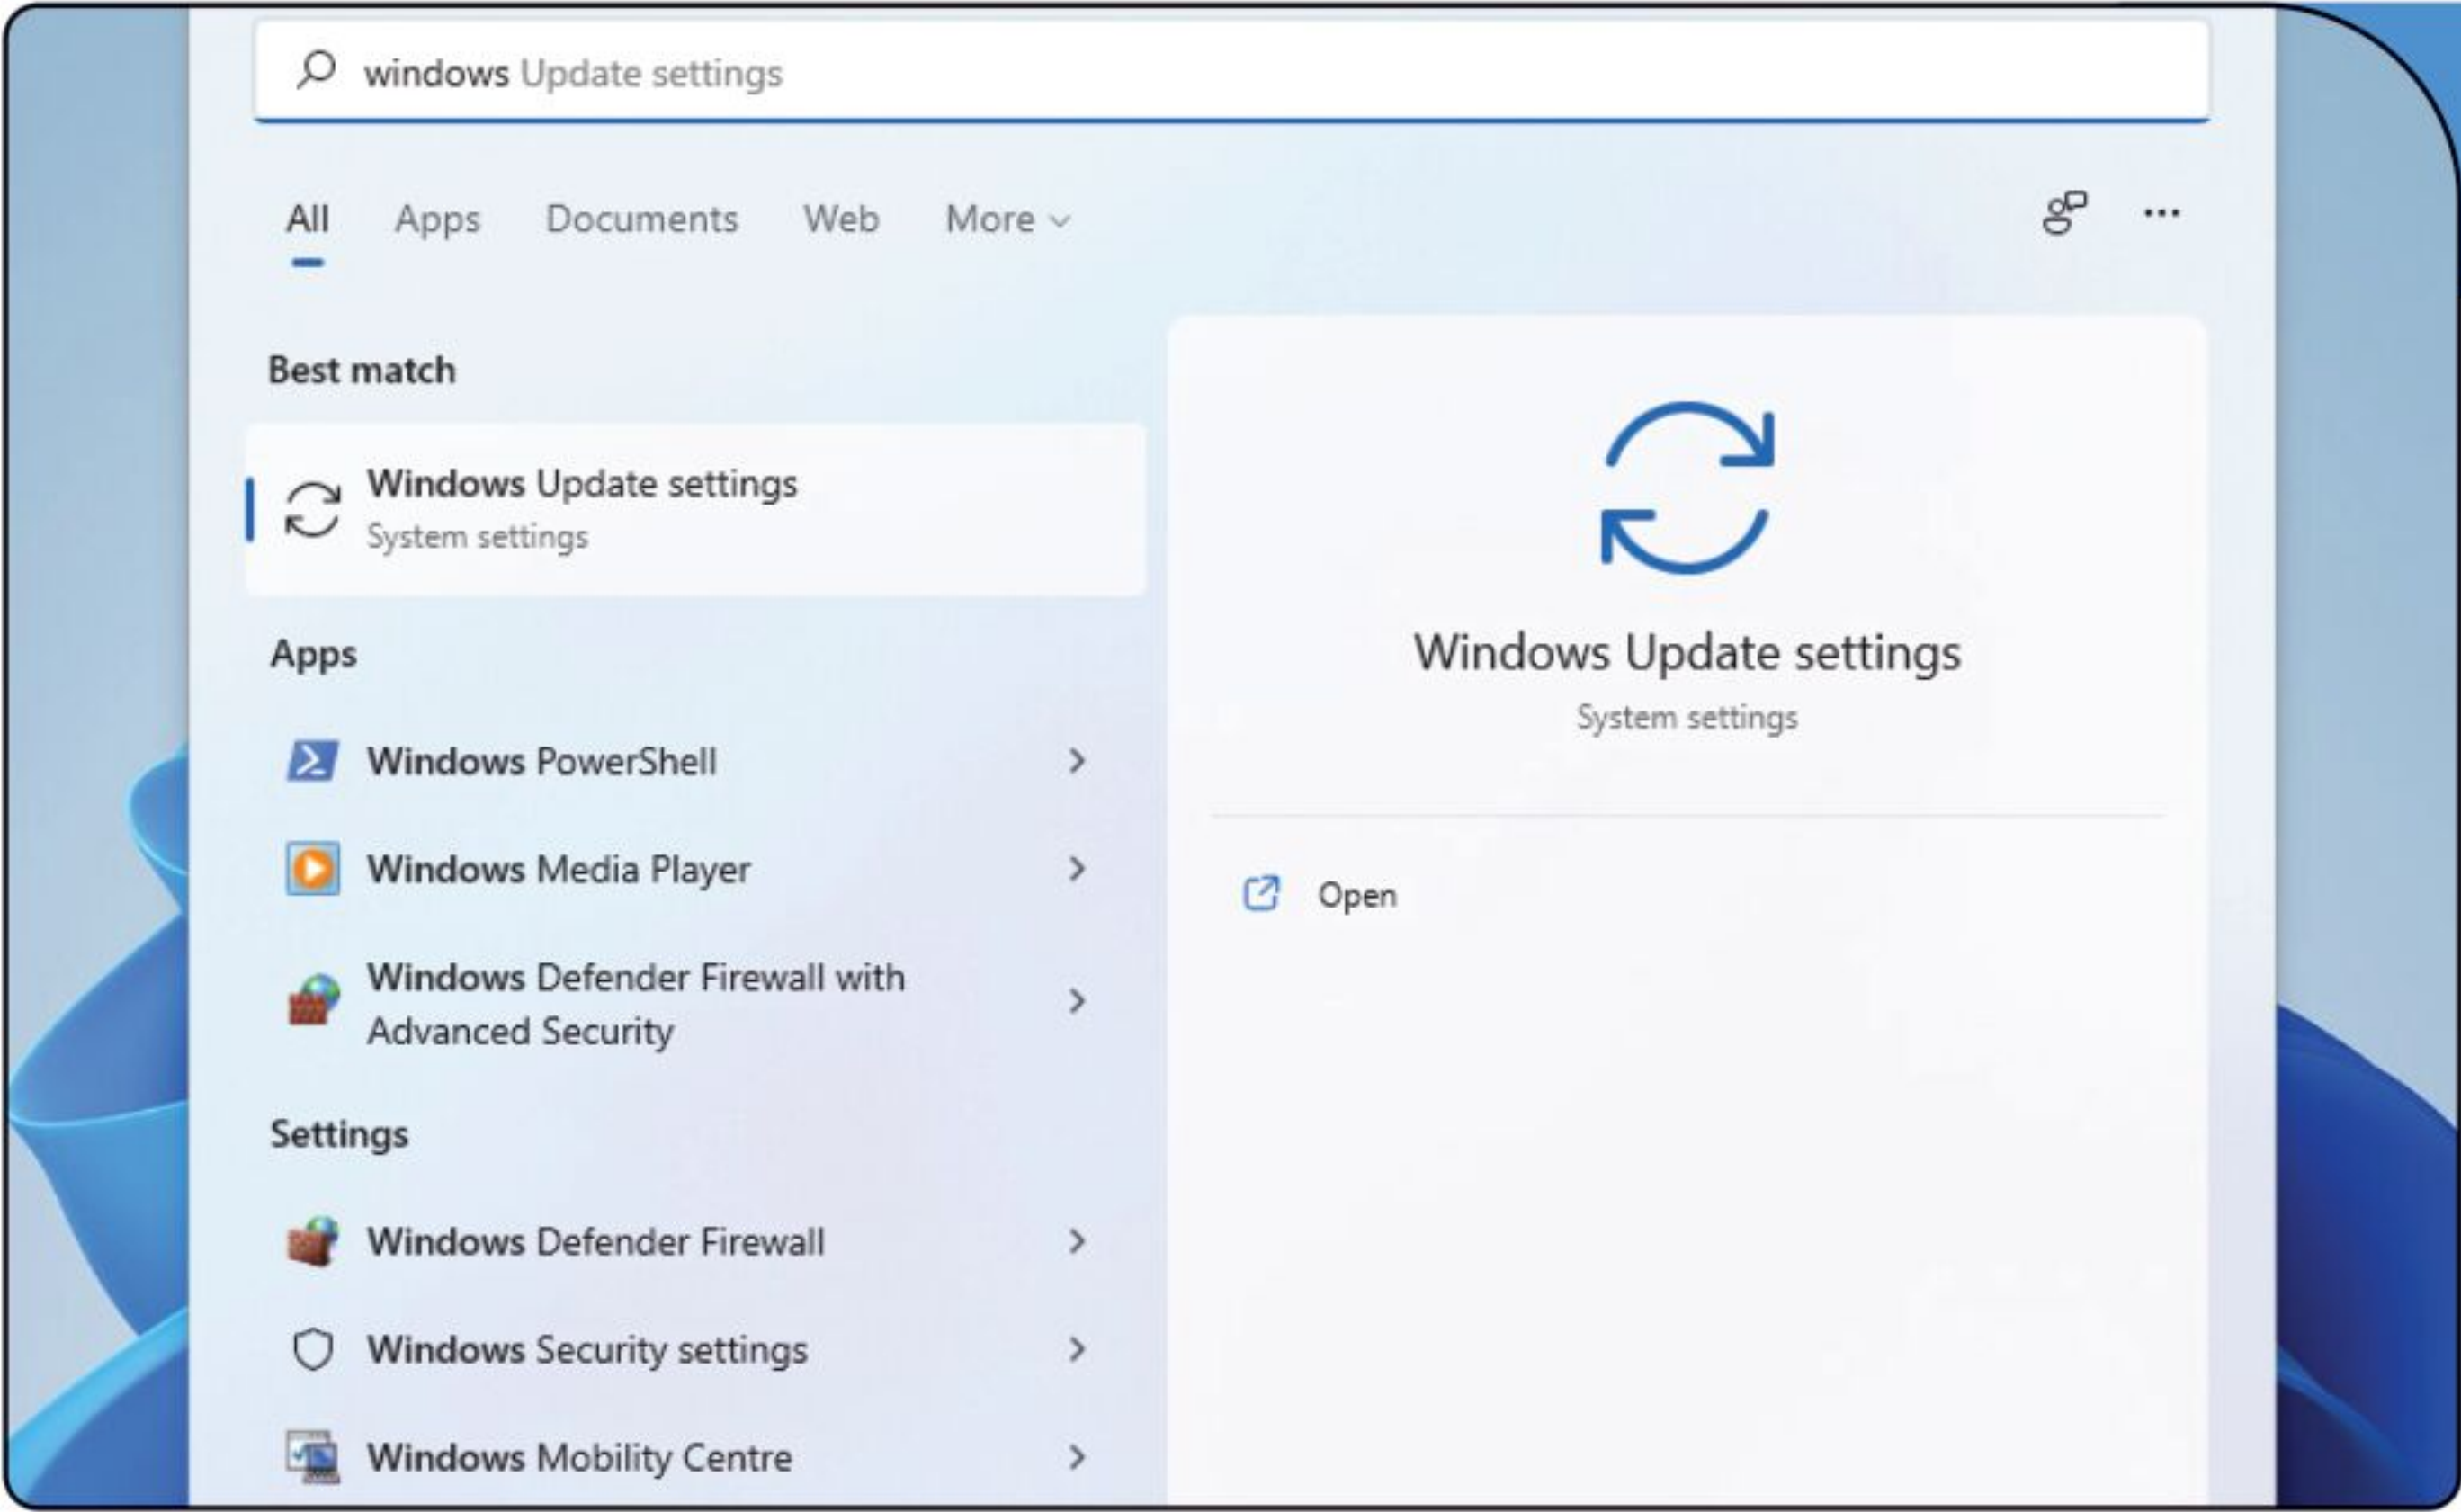 windows Update settings
All Apps Documents Web More
Best match
Windows Update settings
System settings
Apps
Windows PowerShell
Windows Media Player
Windows Defender Firewall with
Advanced Security
Settings
Windows Defender Firewall
Windows Security settings
Windows Mobility Centre
Windows Update settings
System settings
Open